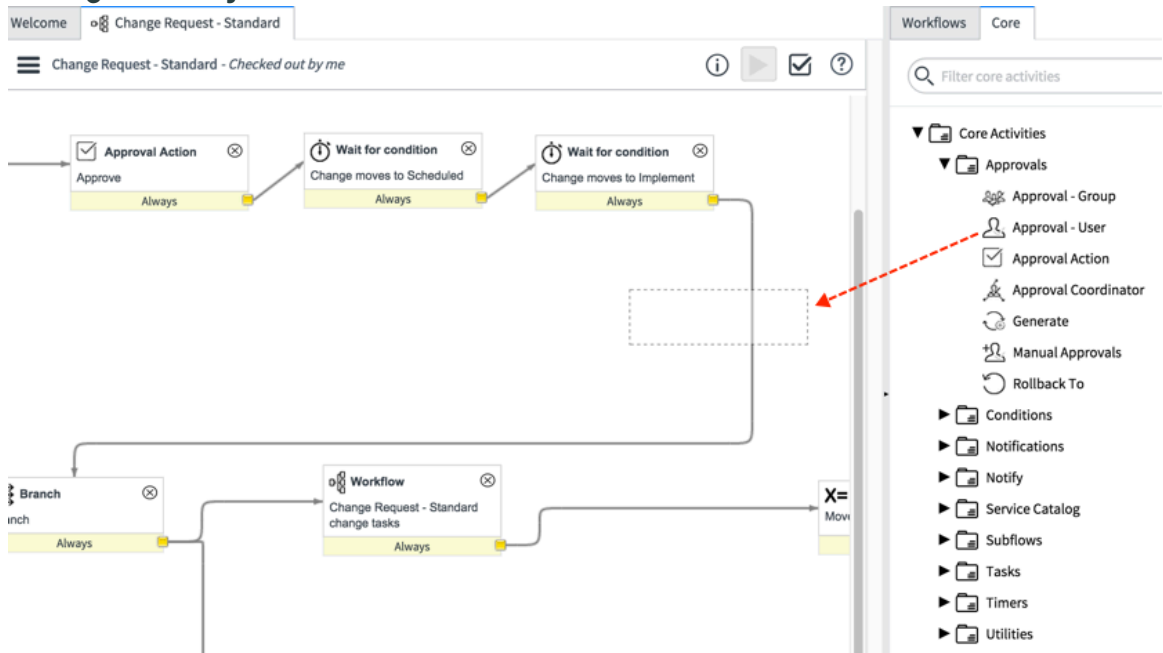 Welcome
Change Request - Standard
Workflows
Core
Change Request - Standard - Checked out by me
Filter core activities
Approval Action
Approve
Always
Wait for condition
Change moves to Scheduled
Always
Wait for condition
Change moves to Implement
Always
Branch
Always
Workflow
Change Request - Standard
change tasks
Always
X=
Core Activities
Approvals
Approval - Group
Approval - User
Approval Action
Approval Coordinator
Generate
Manual Approvals
Rollback To
Conditions
Notifications
Notify
Service Catalog
Subflows
Tasks
Timers
Utilities